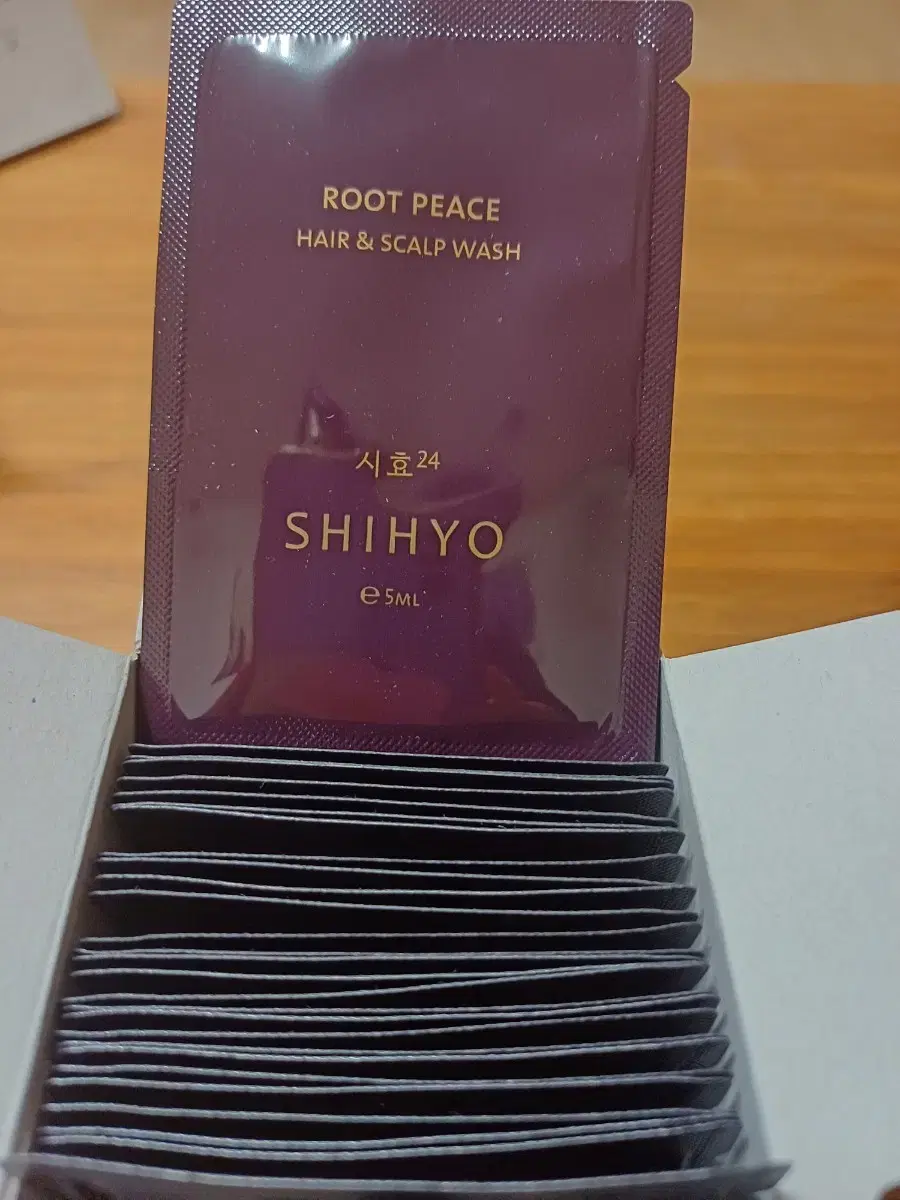 ROOT PEACE
HAIR & SCALP WASH
시효24
SHIHYO
℮5ML